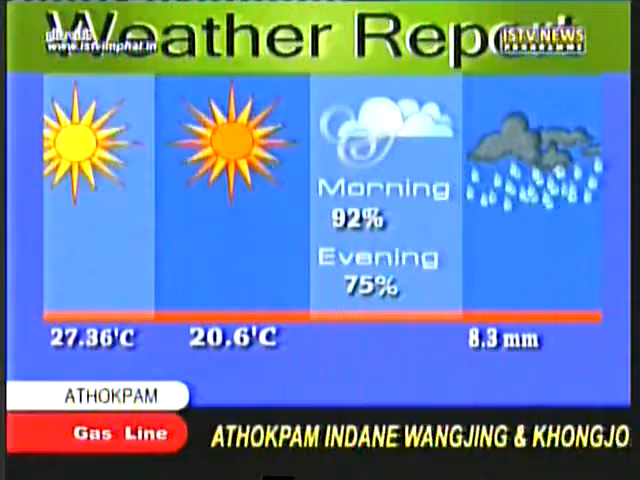 Weather Report
www.istvimphal.in
ISTV NEWS
PROGRAMME
Morning
92%
Evening
75%
27.36'C
20.6'C
8.3 mm
ATHOKPAM
Gas Line
ATHOKPAM INDANE WANGJING & KHONGJO